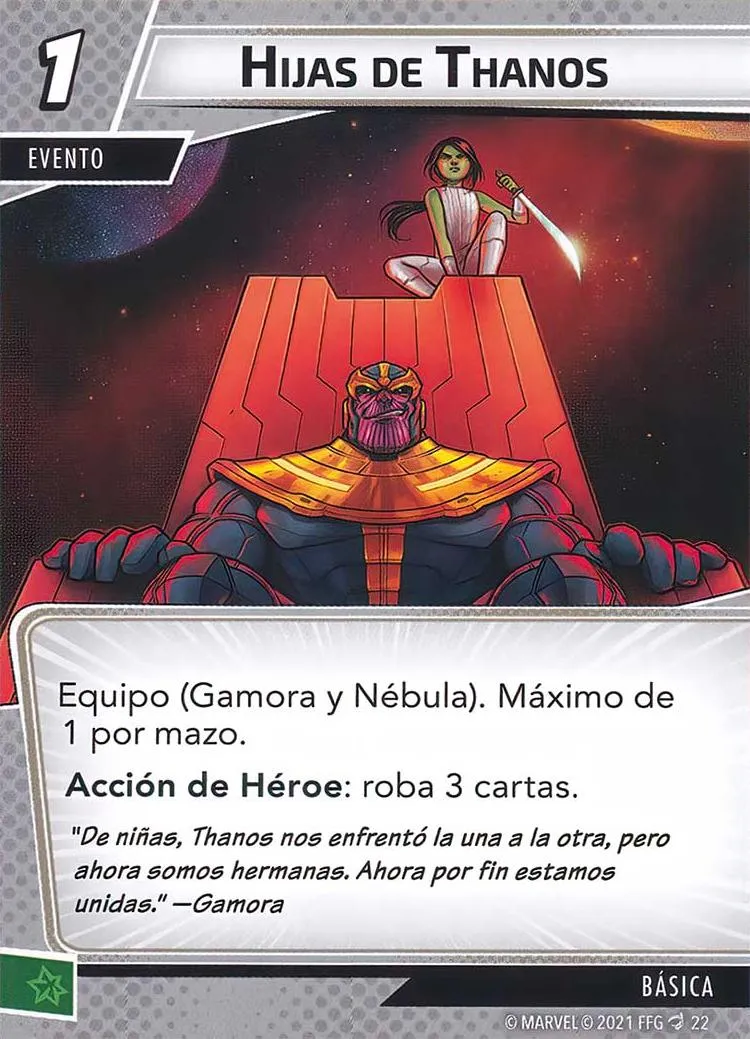 1
HIJAS DE THANOS
EVENTO
Equipo (Gamora y Nébula). Máximo de
1 por mazo.
Acción de Héroe: roba 3 cartas.
"De niñas, Thanos nos enfrentó la una a la otra, pero
ahora somos hermanas. Ahora por fin estamos
unidas." —Gamora
BÁSICA
© MARVEL © 2021 FFG 22